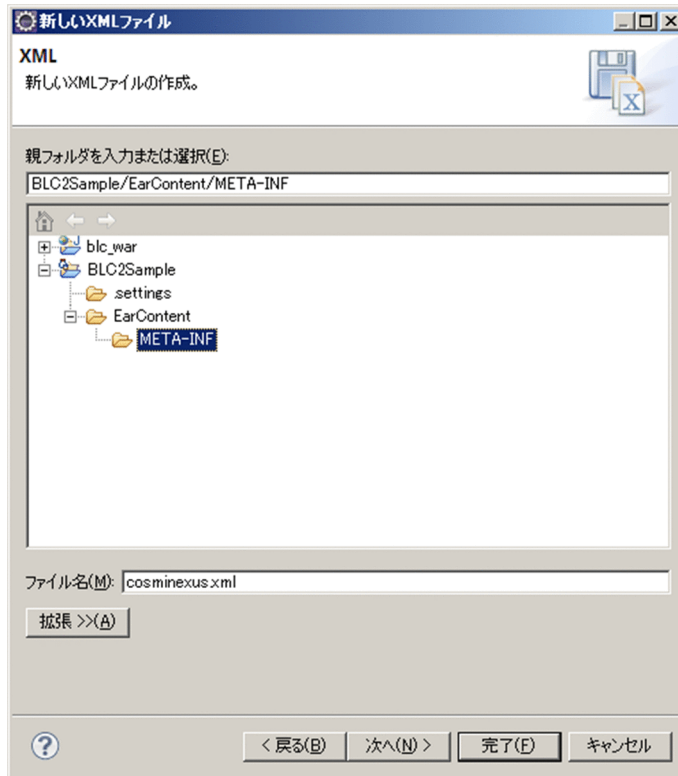 新しいXMLファイル
XML
新しいXMLファイルの作成。
親フォルダを入力または選択(E):
BLC2Sample/EarContent/META-INF
blc_war
BLC2Sample
.settings
EarContent
META-INF
ファイル名(M): cosminexus.xml
拡張 >>(A)
< 戻る(B) 次へ(N) > 完了(F) キャンセル